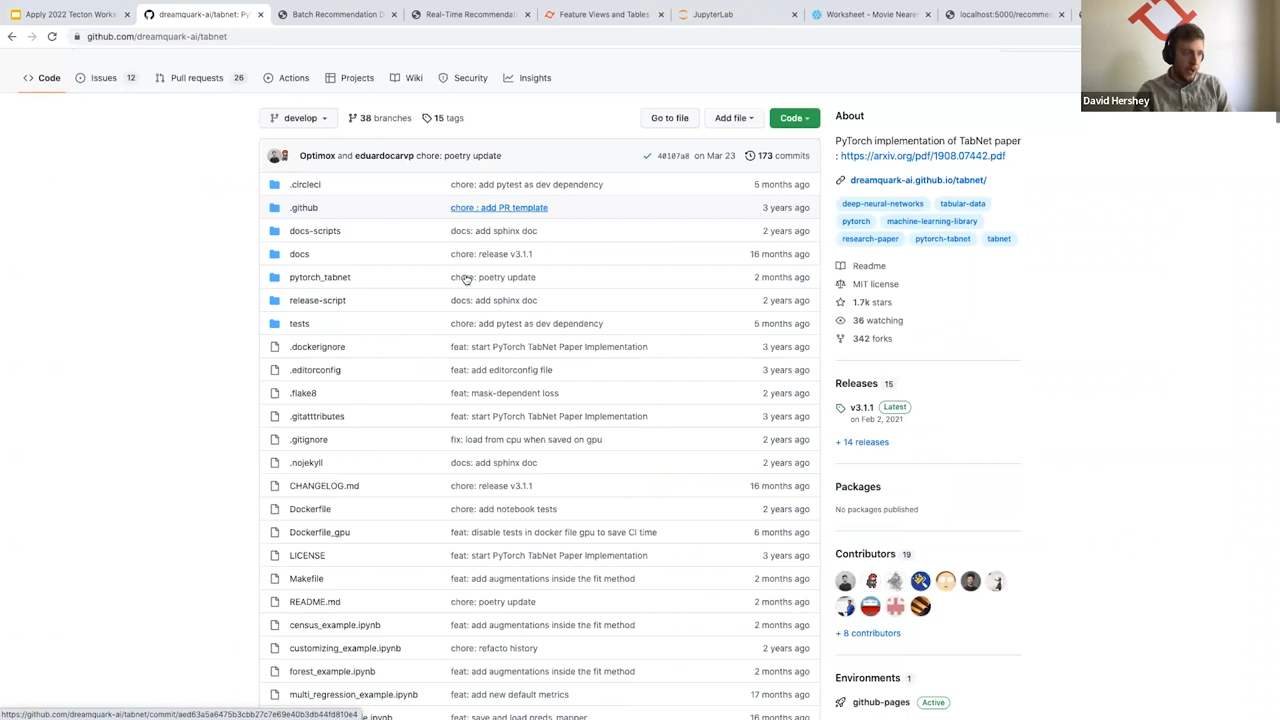 Apply 2022 Tecton Works
dreamquark-ai/tabnet: Py
Batch Recommendation D
Real-Time Recommendati
Feature Views and Tables
JupyterLab
Worksheet - Movie Neares
localhost:5000/recommen
github.com/dreamquark-ai/tabnet
David Hershey
Code
Issues 12
Pull requests 26
Actions
Projects
Wiki
Security
Insights
develop
38 branches
15 tags
Go to file
Add file
Code
Optimox and eduardocarvp chore: poetry update
40107a8 on Mar 23
173 commits
.circleci chore: add pytest as dev dependency 5 months ago
.github chore : add PR template 3 years ago
docs-scripts docs: add sphinx doc 2 years ago
docs chore: release v3.1.1 16 months ago
pytorch_tabnet chore: poetry update 2 months ago
release-script docs: add sphinx doc 2 years ago
tests chore: add pytest as dev dependency 5 months ago
.dockerignore feat: start PyTorch TabNet Paper Implementation 3 years ago
.editorconfig feat: add editorconfig file 3 years ago
.flake8 feat: mask-dependent loss 2 years ago
.gitatttributes feat: start PyTorch TabNet Paper Implementation 3 years ago
.gitignore fix: load from cpu when saved on gpu 2 years ago
.nojekyll docs: add sphinx doc 2 years ago
CHANGELOG.md chore: release v3.1.1 16 months ago
Dockerfile chore: add notebook tests 2 years ago
Dockerfile_gpu feat: disable tests in docker file gpu to save CI time 6 months ago
LICENSE feat: start PyTorch TabNet Paper Implementation 3 years ago
Makefile feat: add augmentations inside the fit method 2 months ago
README.md chore: poetry update 2 months ago
census_example.ipynb feat: add augmentations inside the fit method 2 months ago
customizing_example.ipynb chore: refacto history 2 years ago
forest_example.ipynb feat: add augmentations inside the fit method 2 months ago
multi_regression_example.ipynb feat: add new default metrics 17 months ago
.ipynb feat: save and load preds_mapper 16 months ago
https://github.com/dreamquark-ai/tabnet/commit/aed63a5a6475b3cbb27c7e69e40b3db44fd810e4
About
PyTorch implementation of TabNet paper
: https://arxiv.org/pdf/1908.07442.pdf
dreamquark-ai.github.io/tabnet/
deep-neural-networks tabular-data
pytorch machine-learning-library
research-paper pytorch-tabnet tabnet
Readme
MIT license
1.7k stars
36 watching
342 forks
Releases 15
v3.1.1 Latest
on Feb 2, 2021
+ 14 releases
Packages
No packages published
Contributors 19
+ 8 contributors
Environments 1
github-pages Active